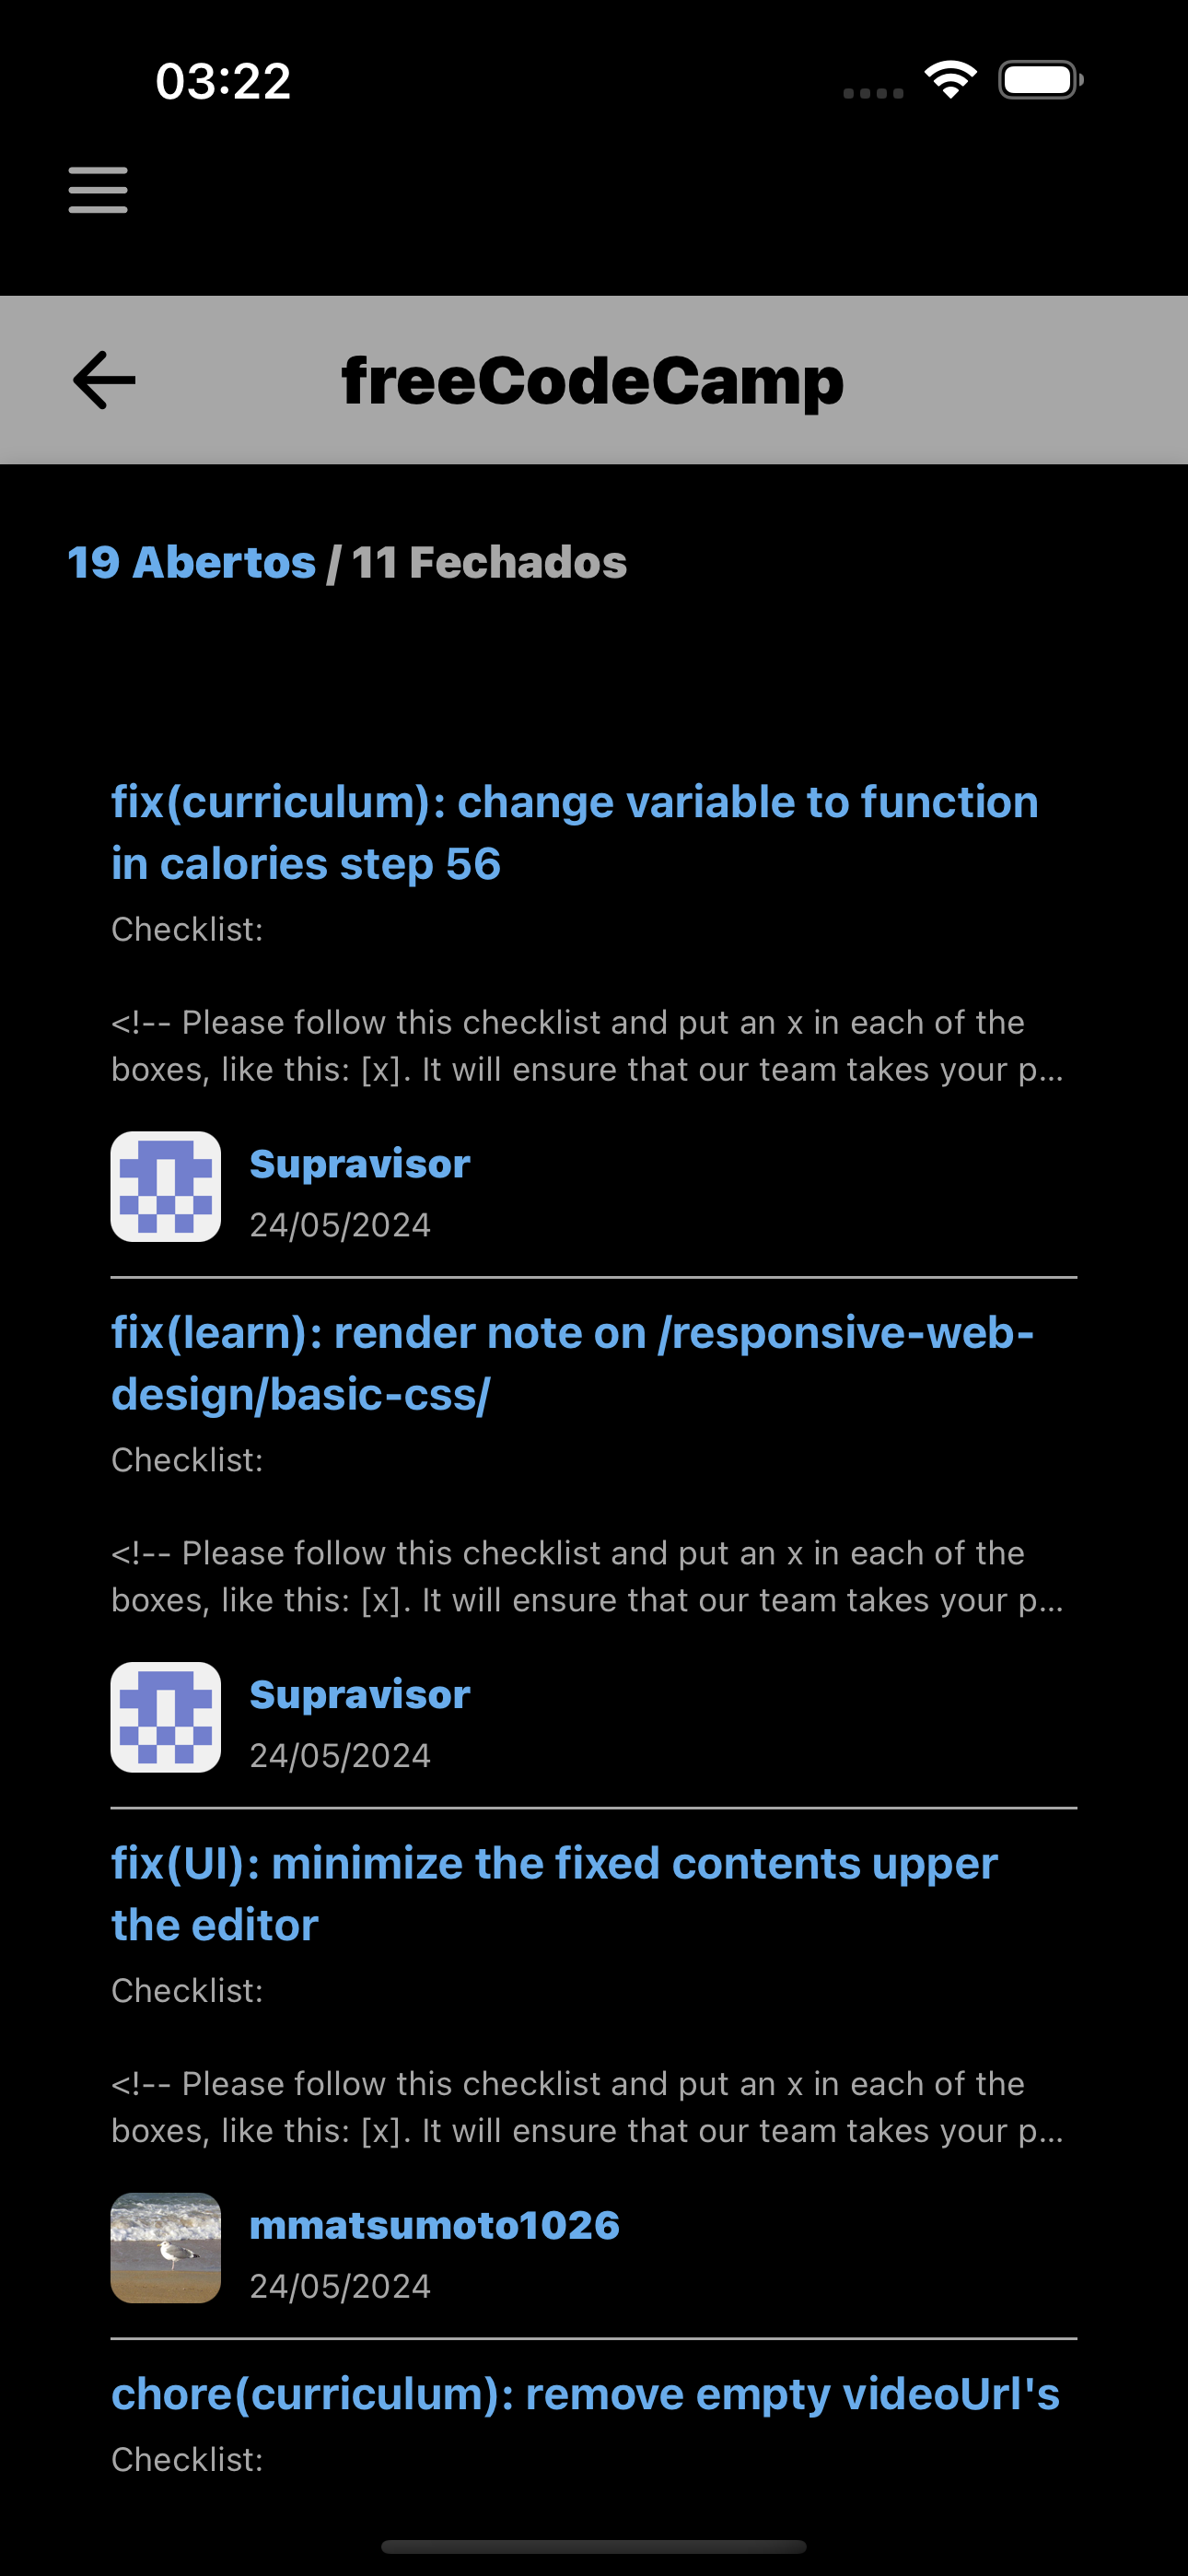 03:22
freeCodeCamp
19 Abertos / 11 Fechados
fix(curriculum): change variable to function
in calories step 56
Checklist:
<!-- Please follow this checklist and put an x in each of the
boxes, like this: [x]. It will ensure that our team takes your p...
Supravisor
24/05/2024
fix(learn): render note on /responsive-web-
design/basic-css/
Checklist:
<!-- Please follow this checklist and put an x in each of the
boxes, like this: [x]. It will ensure that our team takes your p...
Supravisor
24/05/2024
fix(UI): minimize the fixed contents upper
the editor
Checklist:
<!-- Please follow this checklist and put an x in each of the
boxes, like this: [x]. It will ensure that our team takes your p...
mmatsumoto1026
24/05/2024
chore(curriculum): remove empty videoUrl's
Checklist: